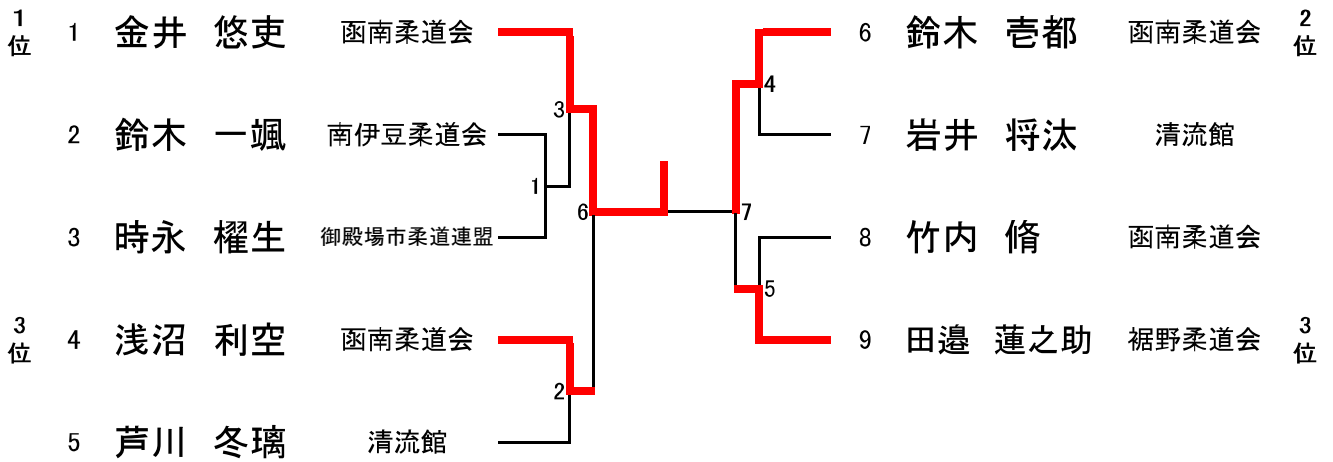 1位 1 金井 悠吏 函南柔道会
2 鈴木 一颯 南伊豆柔道会
3 時永 櫂生 御殿場市柔道連盟
3位 4 浅沼 利空 函南柔道会
5 芦川 冬璃 清流館
3
1
6
2
6 鈴木 壱都 函南柔道会 2位
7 岩井 将汰 清流館
8 竹内 脩 函南柔道会
9 田邉 蓮之助 裾野柔道会 3位
4
7
5